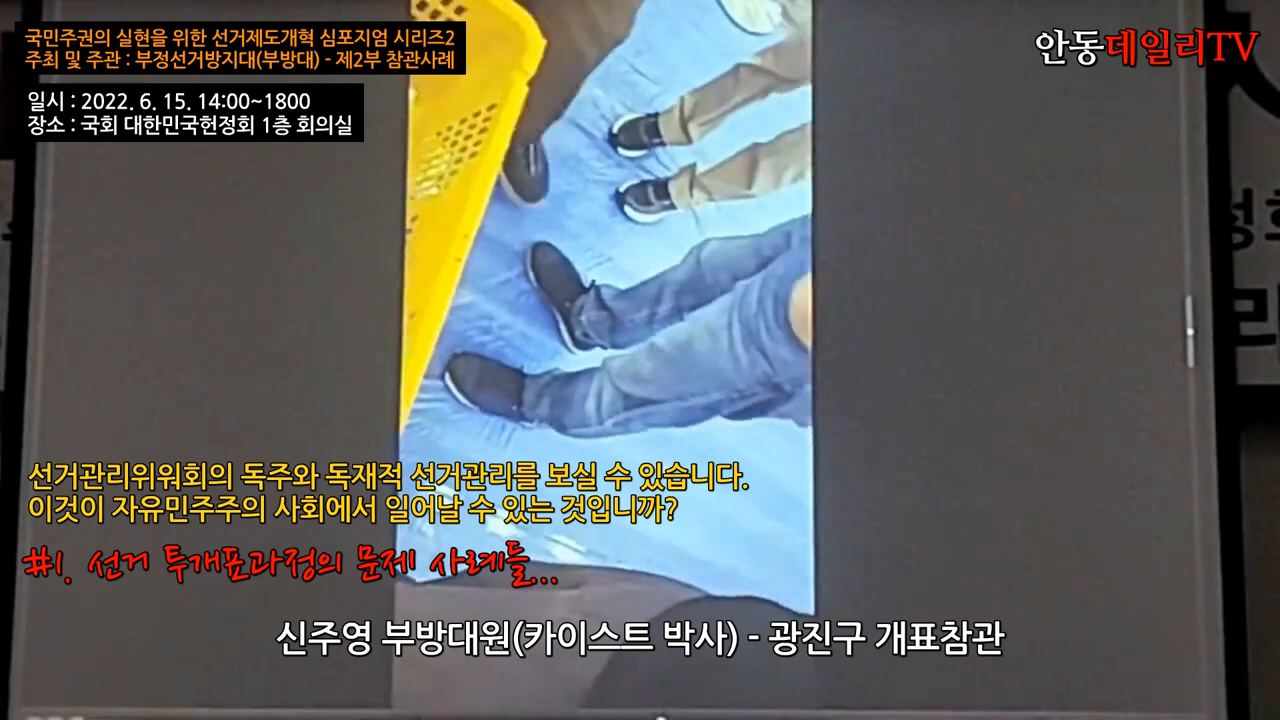 국민주권의 실현을 위한 선거제도개혁 심포지엄 시리즈2
주최 및 주관 : 부정선거방지대(부방대) - 제2부 참관사례
안동데일리TV
일시 : 2022. 6. 15. 14:00~1800
장소 : 국회 대한민국헌정회 1층 회의실
선거관리위워회의 독주와 독재적 선거관리를 보실 수 있습니다.
이것이 자유민주주의 사회에서 일어날 수 있는 것입니까?
#1. 선거 투개표과정의 문제 사례들...
신주영 부방대원(카이스트 박사) - 광진구 개표참관